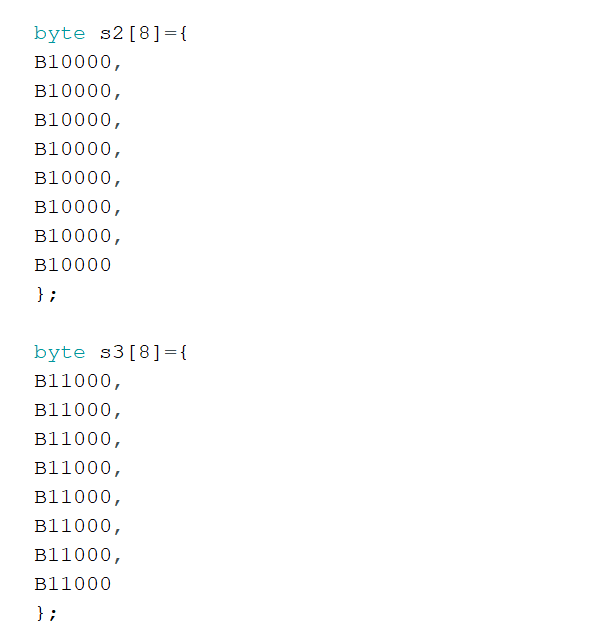 byte s2[8]={
B10000,
B10000,
B10000,
B10000,
B10000,
B10000,
B10000,
B10000
};
byte s3[8]={
B11000,
B11000,
B11000,
B11000,
B11000,
B11000,
B11000,
B11000
};